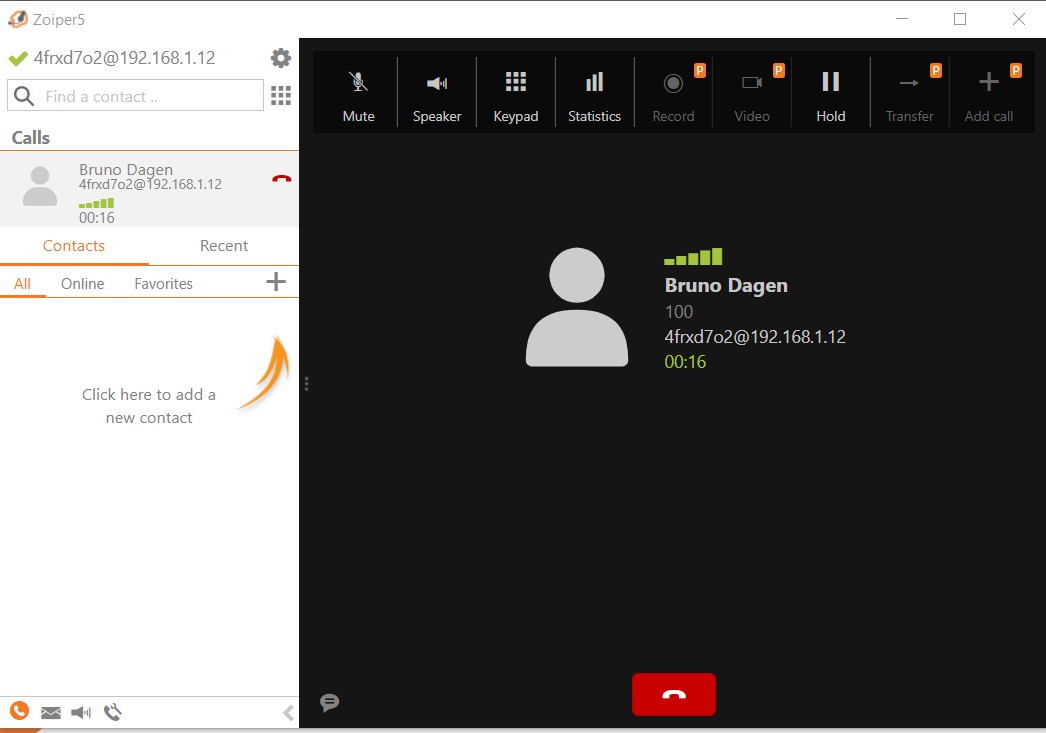 Zoiper5
4frxd7o2@192.168.1.12
Find a contact ..
Calls
Bruno Dagen
4frxd7o2@192.168.1.12
00:16
Contacts Recent
All Online Favorites
Click here to add a
new contact
P P P P
Mute Speaker Keypad Statistics Record Video Hold Transfer Add call
Bruno Dagen
100
4frxd7o2@192.168.1.12
00:16